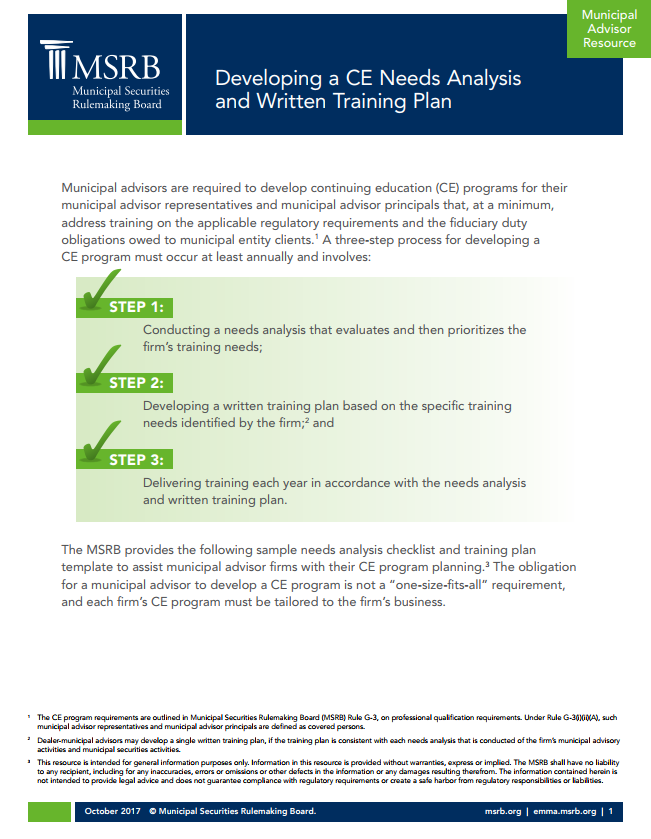 Municipal
Advisor
Resource
MSRB
Municipal Securities
Rulemaking Board
Developing a CE Needs Analysis
and Written Training Plan
Municipal advisors are required to develop continuing education (CE) programs for their
municipal advisor representatives and municipal advisor principals that, at a minimum,
address training on the applicable regulatory requirements and the fiduciary duty
obligations owed to municipal entity clients.¹ A three-step process for developing a
CE program must occur at least annually and involves:
STEP 1:
Conducting a needs analysis that evaluates and then prioritizes the
firm's training needs;
STEP 2:
Developing a written training plan based on the specific training
needs identified by the firm;² and
STEP 3:
Delivering training each year in accordance with the needs analysis
and written training plan.
The MSRB provides the following sample needs analysis checklist and training plan
template to assist municipal advisor firms with their CE program planning.³ The obligation
for a municipal advisor to develop a CE program is not a “one-size-fits-all” requirement,
and each firm's CE program must be tailored to the firm's business.
¹ The CE program requirements are outlined in Municipal Securities Rulemaking Board (MSRB) Rule G-3, on professional qualification requirements. Under Rule G-3(i)(ii)(A), such
municipal advisor representatives and municipal advisor principals are defined as covered persons.
² Dealer-municipal advisors may develop a single written training plan, if the training plan is consistent with each needs analysis that is conducted of the firm's municipal advisory
activities and municipal securities activities.
³ This resource is intended for general information purposes only. Information in this resource is provided without warranties, express or implied. The MSRB shall have no liability
to any recipient, including for any inaccuracies, errors or omissions or other defects in the information or any damages resulting therefrom. The information contained herein is
not intended to provide legal advice and does not guarantee compliance with regulatory requirements or create a safe harbor from regulatory responsibilities or liabilities.
October 2017 © Municipal Securities Rulemaking Board. msrb.org | emma.msrb.org | 1